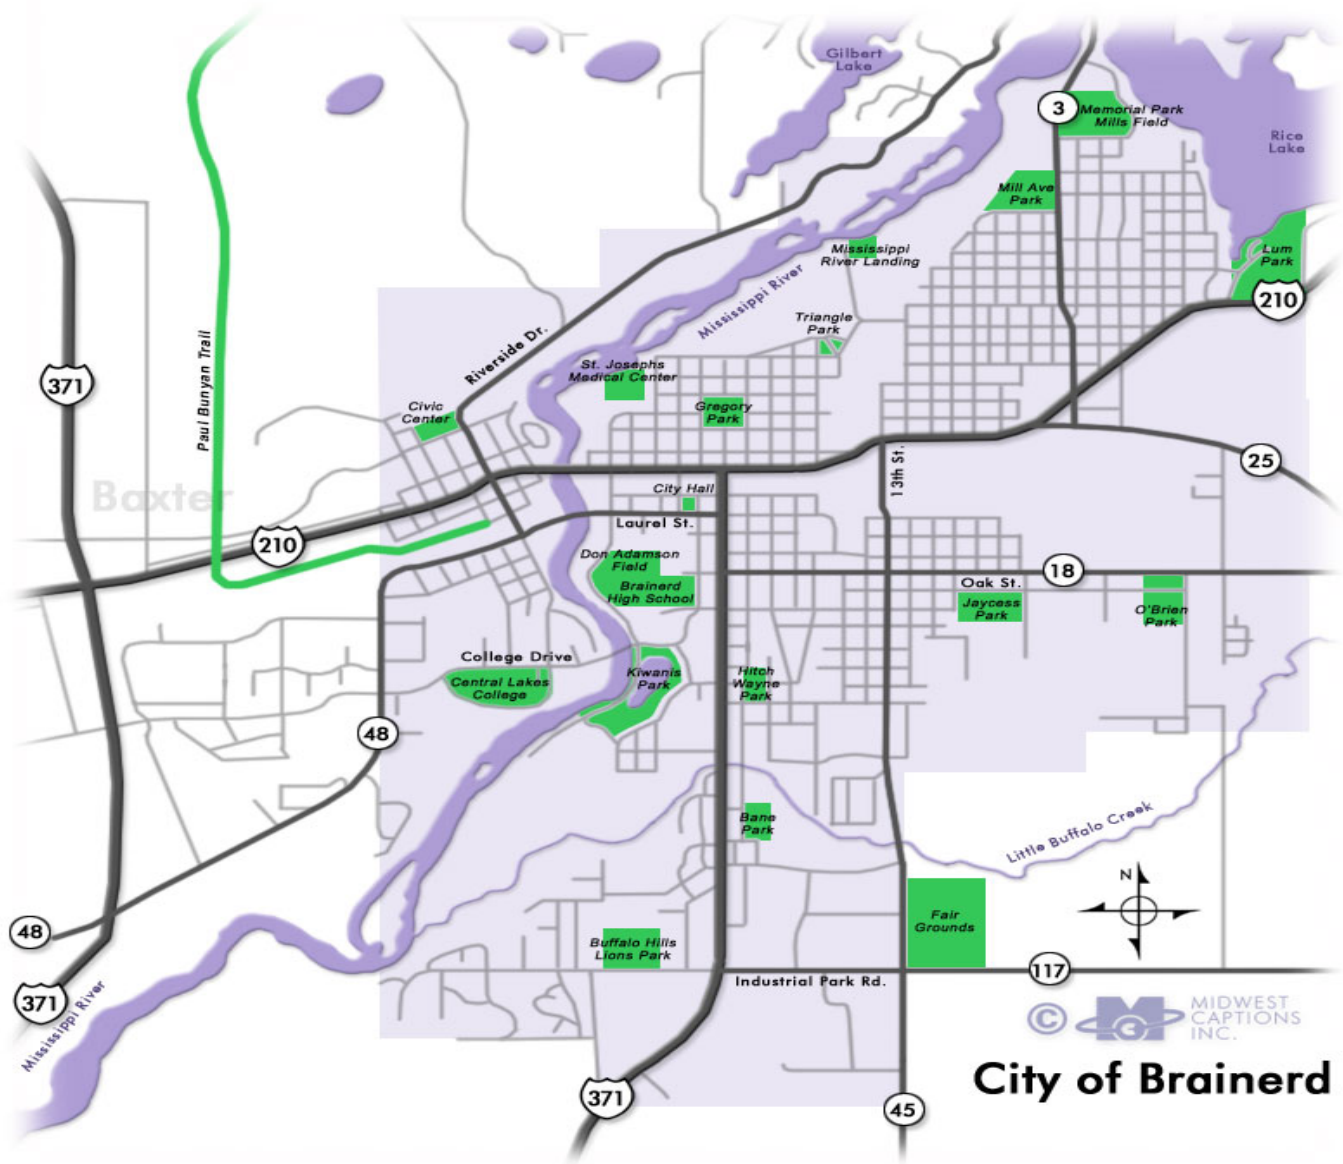 Gilbert
Lake
3
Memorial Park
Mills Field
Rice
Lake
Mill Ave
Park
Mississippi
River Landing
Lum
Park
210
Mississippi River
Triangle
Park
Riverside Dr.
Paul Bunyan Trail
371
St. Josephs
Medical Center
Civic
Center
Gregory
Park
25
13th St.
Baxter
City Hall
Laurel St.
210
Don Adamson
Field
Brainerd
High School
18
Oak St.
Jaycess
Park
O'Brien
Park
College Drive
Central Lakes
College
Kiwanis
Park
Hitch
Wayne
Park
48
Bane
Park
Little Buffalo Creek
N
48
Buffalo Hills
Lions Park
Fair
Grounds
117
Industrial Park Rd.
371
Mississippi River
© M
MIDWEST
CAPTIONS
INC.
City of Brainerd
371
45